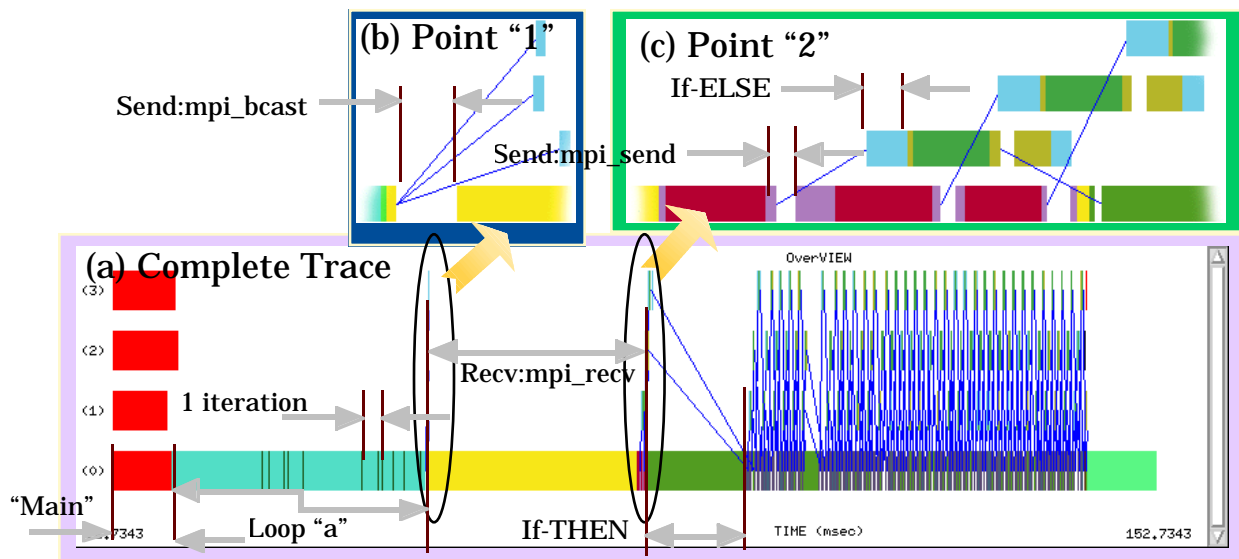 (b) Point “1”
(c) Point “2”
Send:mpi_bcast
If-ELSE
Send:mpi_send
(a) Complete Trace
OverVIEW
(3)
(2)
Recv:mpi_recv
1 iteration
(1)
(0)
“Main”
Loop “a”
If-THEN
TIME (msec)
152.7343